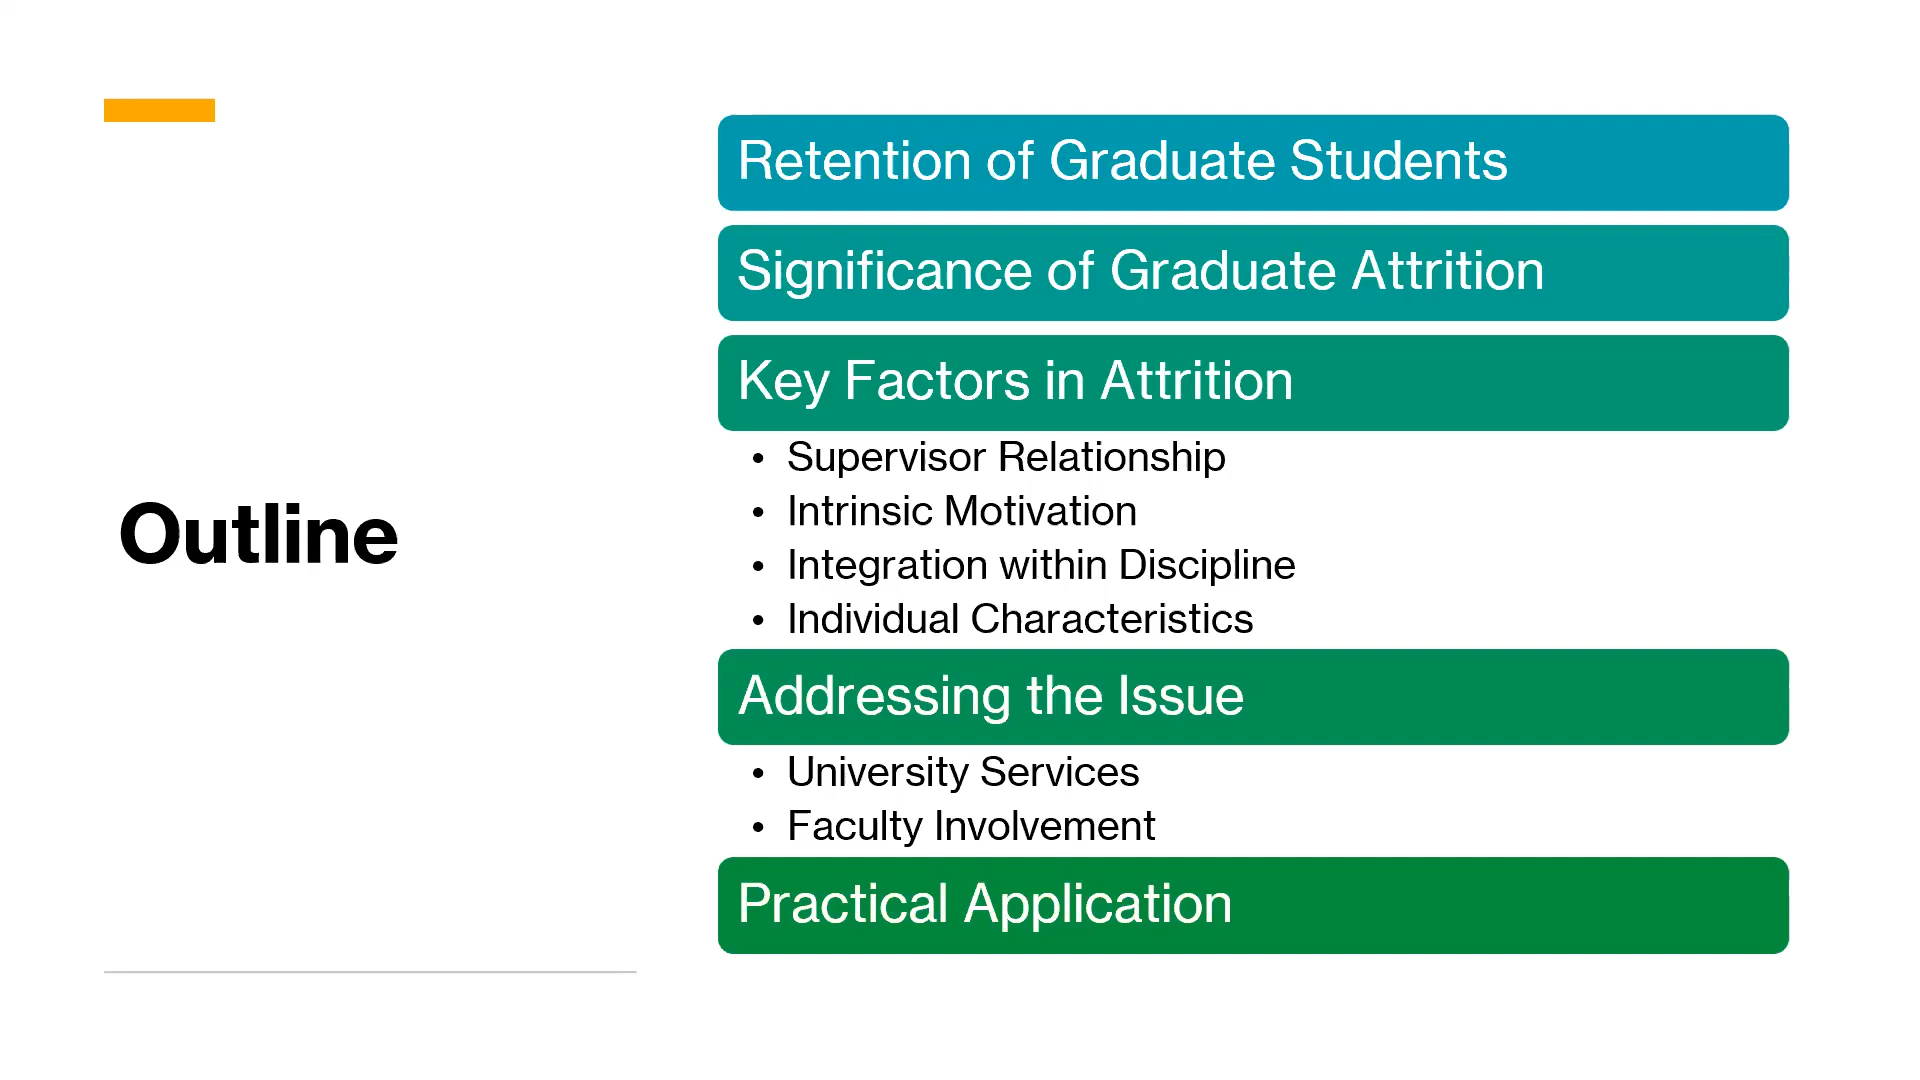 Outline
Retention of Graduate Students
Significance of Graduate Attrition
Key Factors in Attrition
• Supervisor Relationship
• Intrinsic Motivation
• Integration within Discipline
• Individual Characteristics
Addressing the Issue
• University Services
• Faculty Involvement
Practical Application